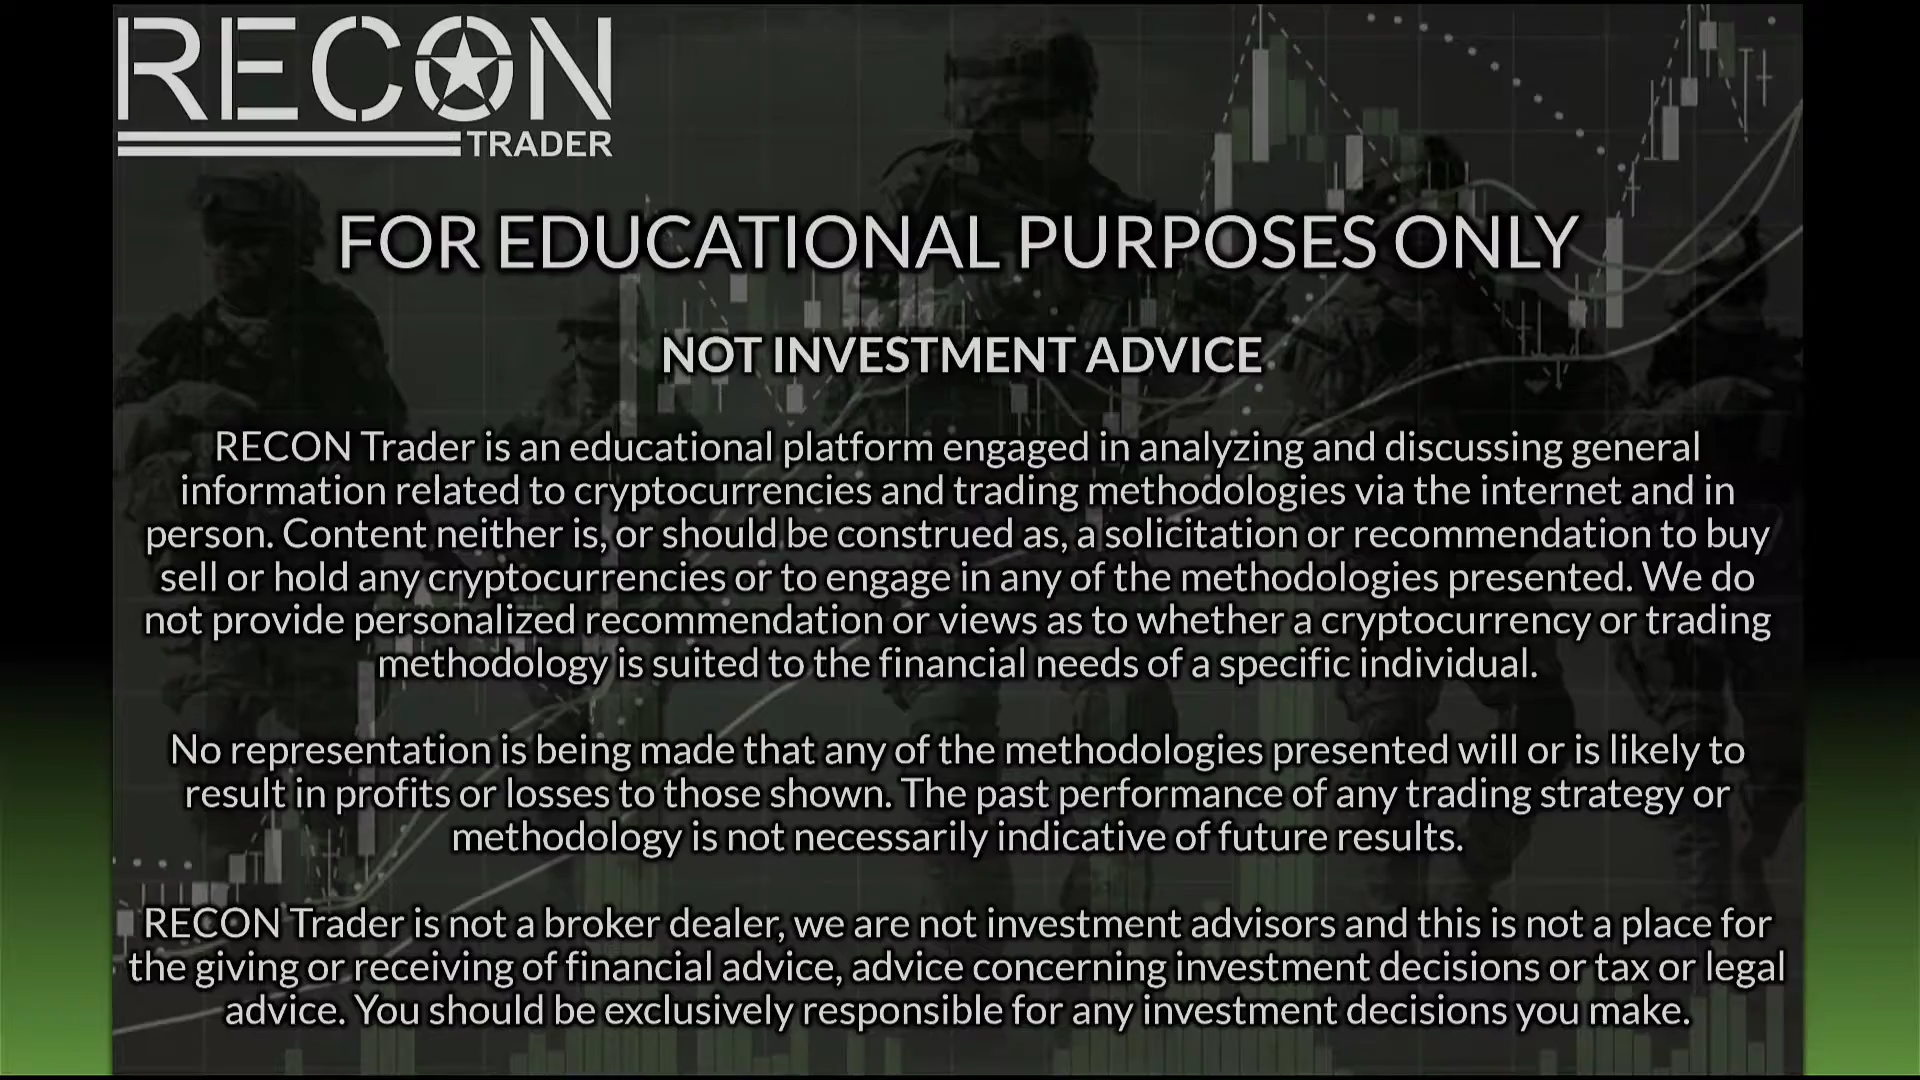 RECON
TRADER
FOR EDUCATIONAL PURPOSES ONLY
NOT INVESTMENT ADVICE
RECON Trader is an educational platform engaged in analyzing and discussing general
information related to cryptocurrencies and trading methodologies via the internet and in
person. Content neither is, or should be construed as, a solicitation or recommendation to buy
sell or hold any cryptocurrencies or to engage in any of the methodologies presented. We do
not provide personalized recommendation or views as to whether a cryptocurrency or trading
methodology is suited to the financial needs of a specific individual.
No representation is being made that any of the methodologies presented will or is likely to
result in profits or losses to those shown. The past performance of any trading strategy or
methodology is not necessarily indicative of future results.
RECON Trader is not a broker dealer, we are not investment advisors and this is not a place for
the giving or receiving of financial advice, advice concerning investment decisions or tax or legal
advice. You should be exclusively responsible for any investment decisions you make.